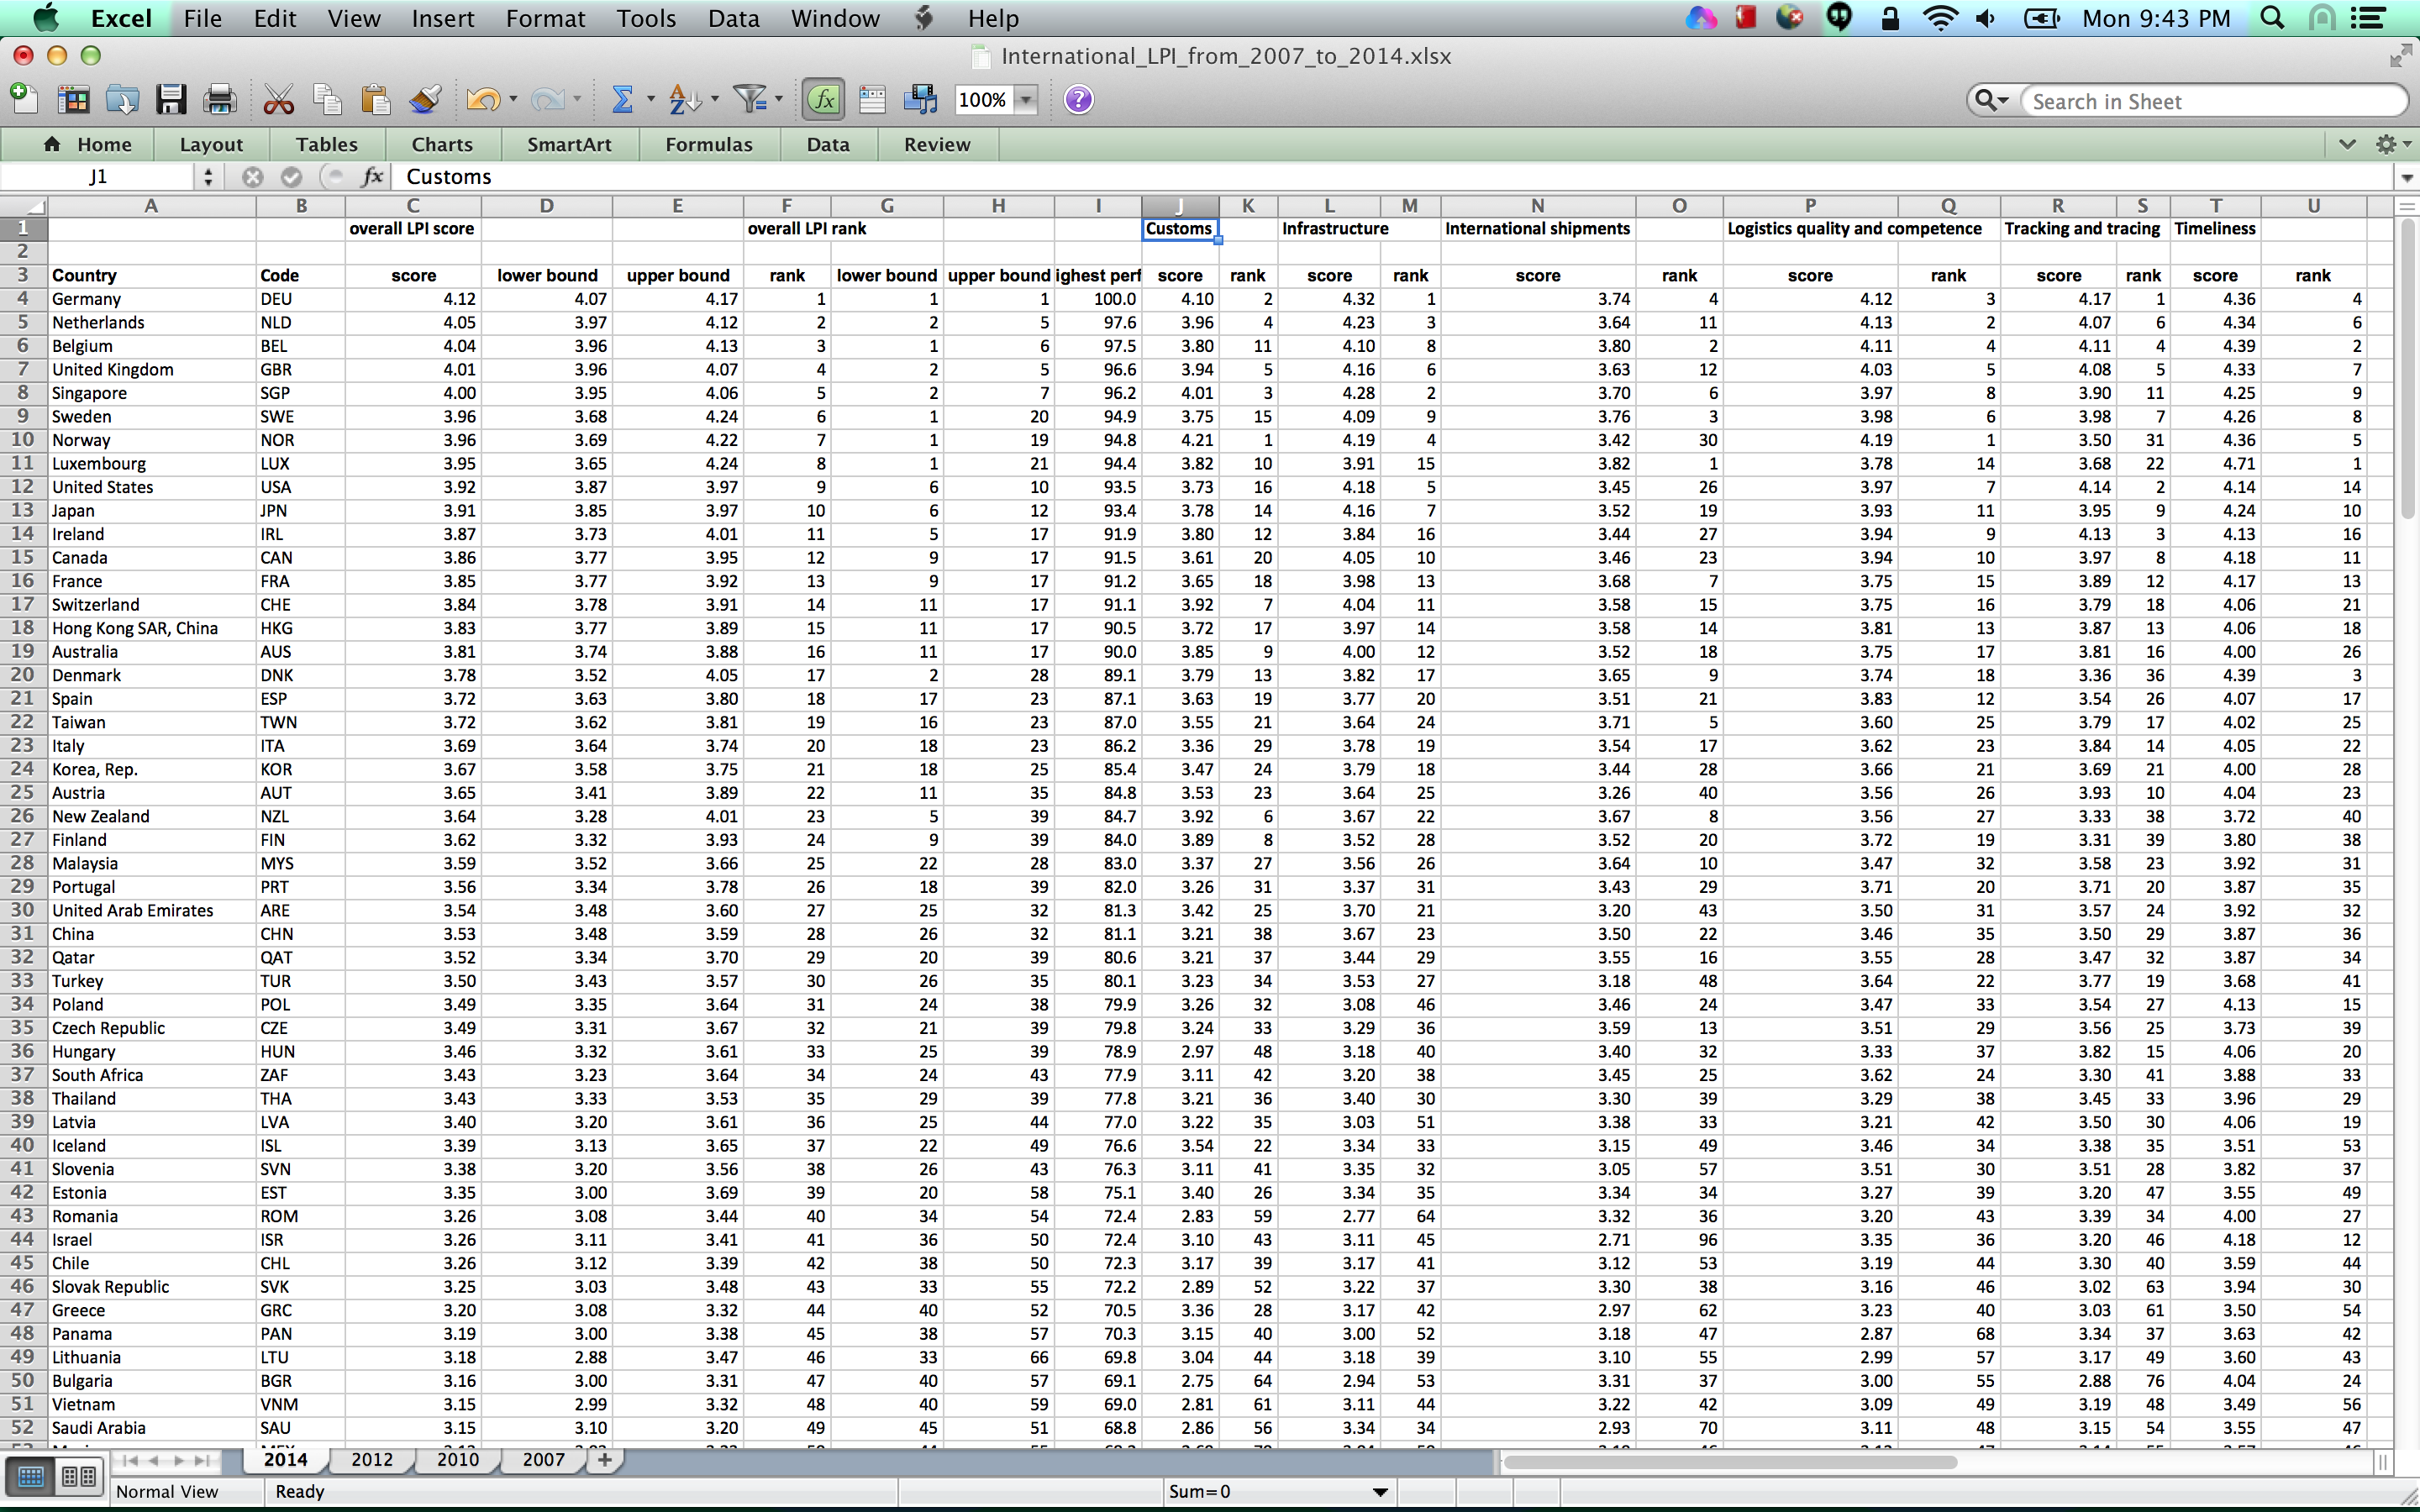 Excel File Edit View Insert Format Tools Data Window Help Mon 9:43 PM
International_LPI_from_2007_to_2014.xlsx
100% Search in Sheet
Home Layout Tables Charts SmartArt Formulas Data Review
J1 fx Customs
A B C D E F G H I J K L M N O P Q R S T U
1 overall LPI score overall LPI rank Customs Infrastructure International shipments Logistics quality and competence Tracking and tracing Timeliness
2
3 Country Code score lower bound upper bound rank lower bound upper bound ighest perf score rank score rank score rank score rank score rank score rank
4 Germany DEU 4.12 4.07 4.17 1 1 1 100.0 4.10 2 4.32 1 3.74 4 4.12 3 4.17 1 4.36 4
5 Netherlands NLD 4.05 3.97 4.12 2 2 5 97.6 3.96 4 4.23 3 3.64 11 4.13 2 4.07 6 4.34 6
6 Belgium BEL 4.04 3.96 4.13 3 1 6 97.5 3.80 11 4.10 8 3.80 2 4.11 4 4.11 4 4.39 2
7 United Kingdom GBR 4.01 3.96 4.07 4 2 5 96.6 3.94 5 4.16 6 3.63 12 4.03 5 4.08 5 4.33 7
8 Singapore SGP 4.00 3.95 4.06 5 2 7 96.2 4.01 3 4.28 2 3.70 6 3.97 8 3.90 11 4.25 9
9 Sweden SWE 3.96 3.68 4.24 6 1 20 94.9 3.75 15 4.09 9 3.76 3 3.98 6 3.98 7 4.26 8
10 Norway NOR 3.96 3.69 4.22 7 1 19 94.8 4.21 1 4.19 4 3.42 30 4.19 1 3.50 31 4.36 5
11 Luxembourg LUX 3.95 3.65 4.24 8 1 21 94.4 3.82 10 3.91 15 3.82 1 3.78 14 3.68 22 4.71 1
12 United States USA 3.92 3.87 3.97 9 6 10 93.5 3.73 16 4.18 5 3.45 26 3.97 7 4.14 2 4.14 14
13 Japan JPN 3.91 3.85 3.97 10 6 12 93.4 3.78 14 4.16 7 3.52 19 3.93 11 3.95 9 4.24 10
14 Ireland IRL 3.87 3.73 4.01 11 5 17 91.9 3.80 12 3.84 16 3.44 27 3.94 9 4.13 3 4.13 16
15 Canada CAN 3.86 3.77 3.95 12 9 17 91.5 3.61 20 4.05 10 3.46 23 3.94 10 3.97 8 4.18 11
16 France FRA 3.85 3.77 3.92 13 9 17 91.2 3.65 18 3.98 13 3.68 7 3.75 15 3.89 12 4.17 13
17 Switzerland CHE 3.84 3.78 3.91 14 11 17 91.1 3.92 7 4.04 11 3.58 15 3.75 16 3.79 18 4.06 21
18 Hong Kong SAR, China HKG 3.83 3.77 3.89 15 11 17 90.5 3.72 17 3.97 14 3.58 14 3.81 13 3.87 13 4.06 18
19 Australia AUS 3.81 3.74 3.88 16 11 17 90.0 3.85 9 4.00 12 3.52 18 3.75 17 3.81 16 4.00 26
20 Denmark DNK 3.78 3.52 4.05 17 2 28 89.1 3.79 13 3.82 17 3.65 9 3.74 18 3.36 36 4.39 3
21 Spain ESP 3.72 3.63 3.80 18 17 23 87.1 3.63 19 3.77 20 3.51 21 3.83 12 3.54 26 4.07 17
22 Taiwan TWN 3.72 3.62 3.81 19 16 23 87.0 3.55 21 3.64 24 3.71 5 3.60 25 3.79 17 4.02 25
23 Italy ITA 3.69 3.64 3.74 20 18 23 86.2 3.36 29 3.78 19 3.54 17 3.62 23 3.84 14 4.05 22
24 Korea, Rep. KOR 3.67 3.58 3.75 21 18 25 85.4 3.47 24 3.79 18 3.44 28 3.66 21 3.69 21 4.00 28
25 Austria AUT 3.65 3.41 3.89 22 11 35 84.8 3.53 23 3.64 25 3.26 40 3.56 26 3.93 10 4.04 23
26 New Zealand NZL 3.64 3.28 4.01 23 5 39 84.7 3.92 6 3.67 22 3.67 8 3.56 27 3.33 38 3.72 40
27 Finland FIN 3.62 3.32 3.93 24 9 39 84.0 3.89 8 3.52 28 3.52 20 3.72 19 3.31 39 3.80 38
28 Malaysia MYS 3.59 3.52 3.66 25 22 28 83.0 3.37 27 3.56 26 3.64 10 3.47 32 3.58 23 3.92 31
29 Portugal PRT 3.56 3.34 3.78 26 18 39 82.0 3.26 31 3.37 31 3.43 29 3.71 20 3.71 20 3.87 35
30 United Arab Emirates ARE 3.54 3.48 3.60 27 25 32 81.3 3.42 25 3.70 21 3.20 43 3.50 31 3.57 24 3.92 32
31 China CHN 3.53 3.48 3.59 28 26 32 81.1 3.21 38 3.67 23 3.50 22 3.46 35 3.50 29 3.87 36
32 Qatar QAT 3.52 3.34 3.70 29 20 39 80.6 3.21 37 3.44 29 3.55 16 3.55 28 3.47 32 3.87 34
33 Turkey TUR 3.50 3.43 3.57 30 26 35 80.1 3.23 34 3.53 27 3.18 48 3.64 22 3.77 19 3.68 41
34 Poland POL 3.49 3.35 3.64 31 24 38 79.9 3.26 32 3.08 46 3.46 24 3.47 33 3.54 27 4.13 15
35 Czech Republic CZE 3.49 3.31 3.67 32 21 39 79.8 3.24 33 3.29 36 3.59 13 3.51 29 3.56 25 3.73 39
36 Hungary HUN 3.46 3.32 3.61 33 25 39 78.9 2.97 48 3.18 40 3.40 32 3.33 37 3.82 15 4.06 20
37 South Africa ZAF 3.43 3.23 3.64 34 24 43 77.9 3.11 42 3.20 38 3.45 25 3.62 24 3.30 41 3.88 33
38 Thailand THA 3.43 3.33 3.53 35 29 39 77.8 3.21 36 3.40 30 3.30 39 3.29 38 3.45 33 3.96 29
39 Latvia LVA 3.40 3.20 3.61 36 25 44 77.0 3.22 35 3.03 51 3.38 33 3.21 42 3.50 30 4.06 19
40 Iceland ISL 3.39 3.13 3.65 37 22 49 76.6 3.54 22 3.34 33 3.15 49 3.46 34 3.38 35 3.51 53
41 Slovenia SVN 3.38 3.20 3.56 38 26 43 76.3 3.11 41 3.35 32 3.05 57 3.51 30 3.51 28 3.82 37
42 Estonia EST 3.35 3.00 3.69 39 20 58 75.1 3.40 26 3.34 35 3.34 34 3.27 39 3.20 47 3.55 49
43 Romania ROM 3.26 3.08 3.44 40 34 54 72.4 2.83 59 2.77 64 3.32 36 3.20 43 3.39 34 4.00 27
44 Israel ISR 3.26 3.11 3.41 41 36 50 72.4 3.10 43 3.11 45 2.71 96 3.35 36 3.20 46 4.18 12
45 Chile CHL 3.26 3.12 3.39 42 38 50 72.3 3.17 39 3.17 41 3.12 53 3.19 44 3.30 40 3.59 44
46 Slovak Republic SVK 3.25 3.03 3.48 43 33 55 72.2 2.89 52 3.22 37 3.30 38 3.16 46 3.02 63 3.94 30
47 Greece GRC 3.20 3.08 3.32 44 40 52 70.5 3.36 28 3.17 42 2.97 62 3.23 40 3.03 61 3.50 54
48 Panama PAN 3.19 3.00 3.38 45 38 57 70.3 3.15 40 3.00 52 3.18 47 2.87 68 3.34 37 3.63 42
49 Lithuania LTU 3.18 2.88 3.47 46 33 66 69.8 3.04 44 3.18 39 3.10 55 2.99 57 3.17 49 3.60 43
50 Bulgaria BGR 3.16 3.00 3.31 47 40 57 69.1 2.75 64 2.94 53 3.31 37 3.00 55 2.88 76 4.04 24
51 Vietnam VNM 3.15 2.99 3.32 48 40 59 69.0 2.81 61 3.11 44 3.22 42 3.09 49 3.19 48 3.49 56
52 Saudi Arabia SAU 3.15 3.10 3.20 49 45 51 68.8 2.86 56 3.34 34 2.93 70 3.11 48 3.15 54 3.55 47
2014 2012 2010 2007
Normal View Ready Sum=0